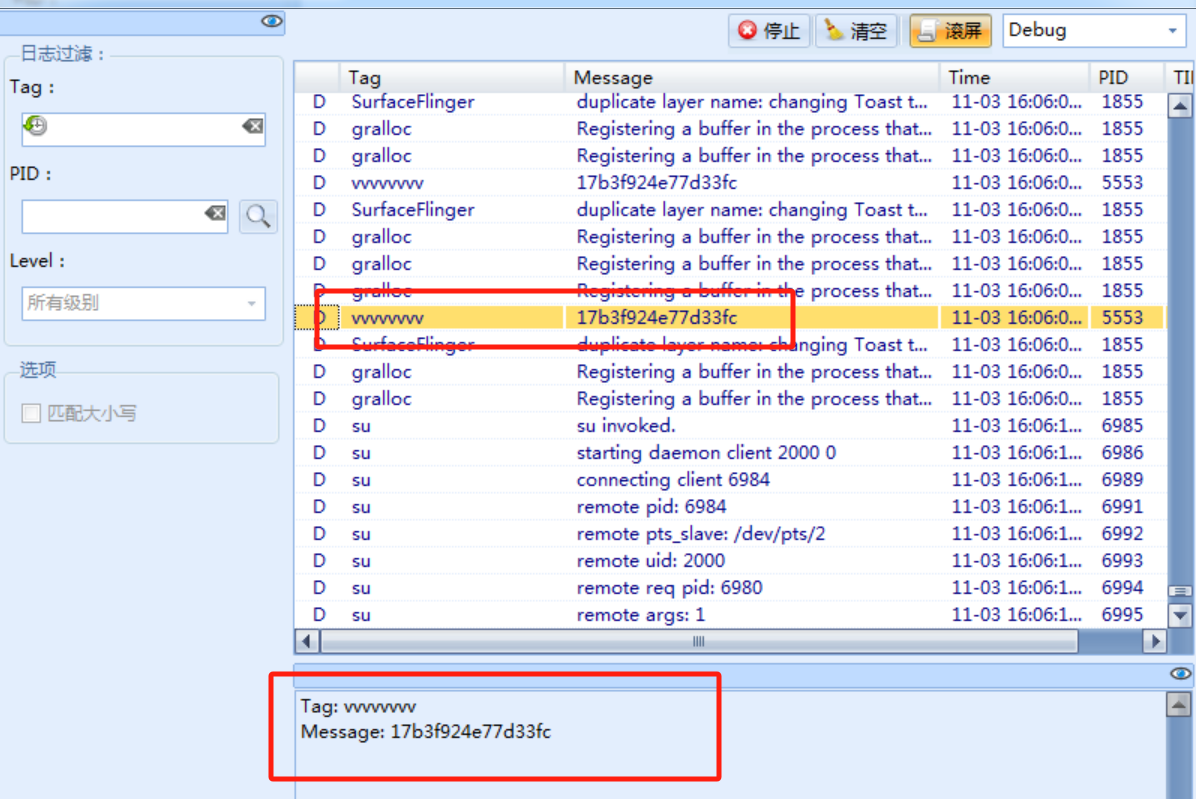 停止 清空 滚屏 Debug
日志过滤：
Tag：
PID：
Level：
所有级别
选项
匹配大小写
Tag Message Time PID TI
D SurfaceFlinger duplicate layer name: changing Toast t... 11-03 16:06:0... 1855
D gralloc Registering a buffer in the process that... 11-03 16:06:0... 1855
D gralloc Registering a buffer in the process that... 11-03 16:06:0... 1855
D vvvvvvvv 17b3f924e77d33fc 11-03 16:06:0... 5553
D SurfaceFlinger duplicate layer name: changing Toast t... 11-03 16:06:0... 1855
D gralloc Registering a buffer in the process that... 11-03 16:06:0... 1855
D gralloc Registering a buffer in the process that... 11-03 16:06:0... 1855
D gralloc Registering a buffer in the process that... 11-03 16:06:0... 1855
D vvvvvvvv 17b3f924e77d33fc 11-03 16:06:0... 5553
D SurfaceFlinger duplicate layer name: changing Toast t... 11-03 16:06:0... 1855
D gralloc Registering a buffer in the process that... 11-03 16:06:0... 1855
D gralloc Registering a buffer in the process that... 11-03 16:06:0... 1855
D su su invoked. 11-03 16:06:1... 6985
D su starting daemon client 2000 0 11-03 16:06:1... 6986
D su connecting client 6984 11-03 16:06:1... 6989
D su remote pid: 6984 11-03 16:06:1... 6991
D su remote pts_slave: /dev/pts/2 11-03 16:06:1... 6992
D su remote uid: 2000 11-03 16:06:1... 6993
D su remote req pid: 6980 11-03 16:06:1... 6994
D su remote args: 1 11-03 16:06:1... 6995
Tag: vvvvvvvv
Message: 17b3f924e77d33fc